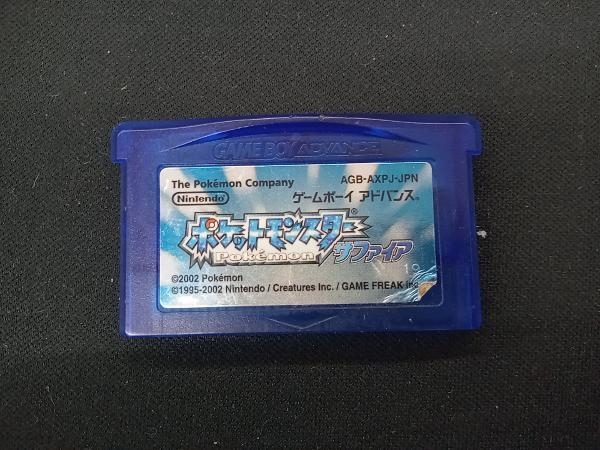 GAME BOY ADVANCE
The Pokémon Company AGB-AXPJ-JPN
Nintendo ゲームボーイ アドバンス®
ポケットモンスター®
Pokémon サファイア
©2002 Pokémon
©1995-2002 Nintendo / Creatures Inc. / GAME FREAK inc.